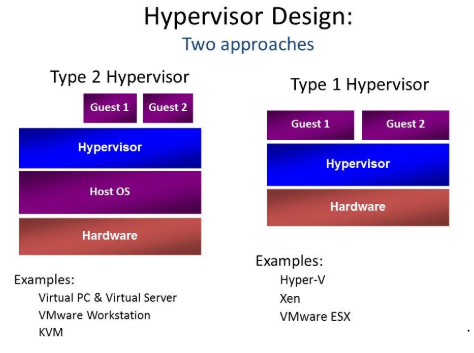 Hypervisor Design:
Two approaches
Type 2 Hypervisor
Guest 1 Guest 2
Hypervisor
Host OS
Hardware
Examples:
Virtual PC & Virtual Server
VMware Workstation
KVM
Type 1 Hypervisor
Guest 1 Guest 2
Hypervisor
Hardware
Examples:
Hyper-V
Xen
VMware ESX
.